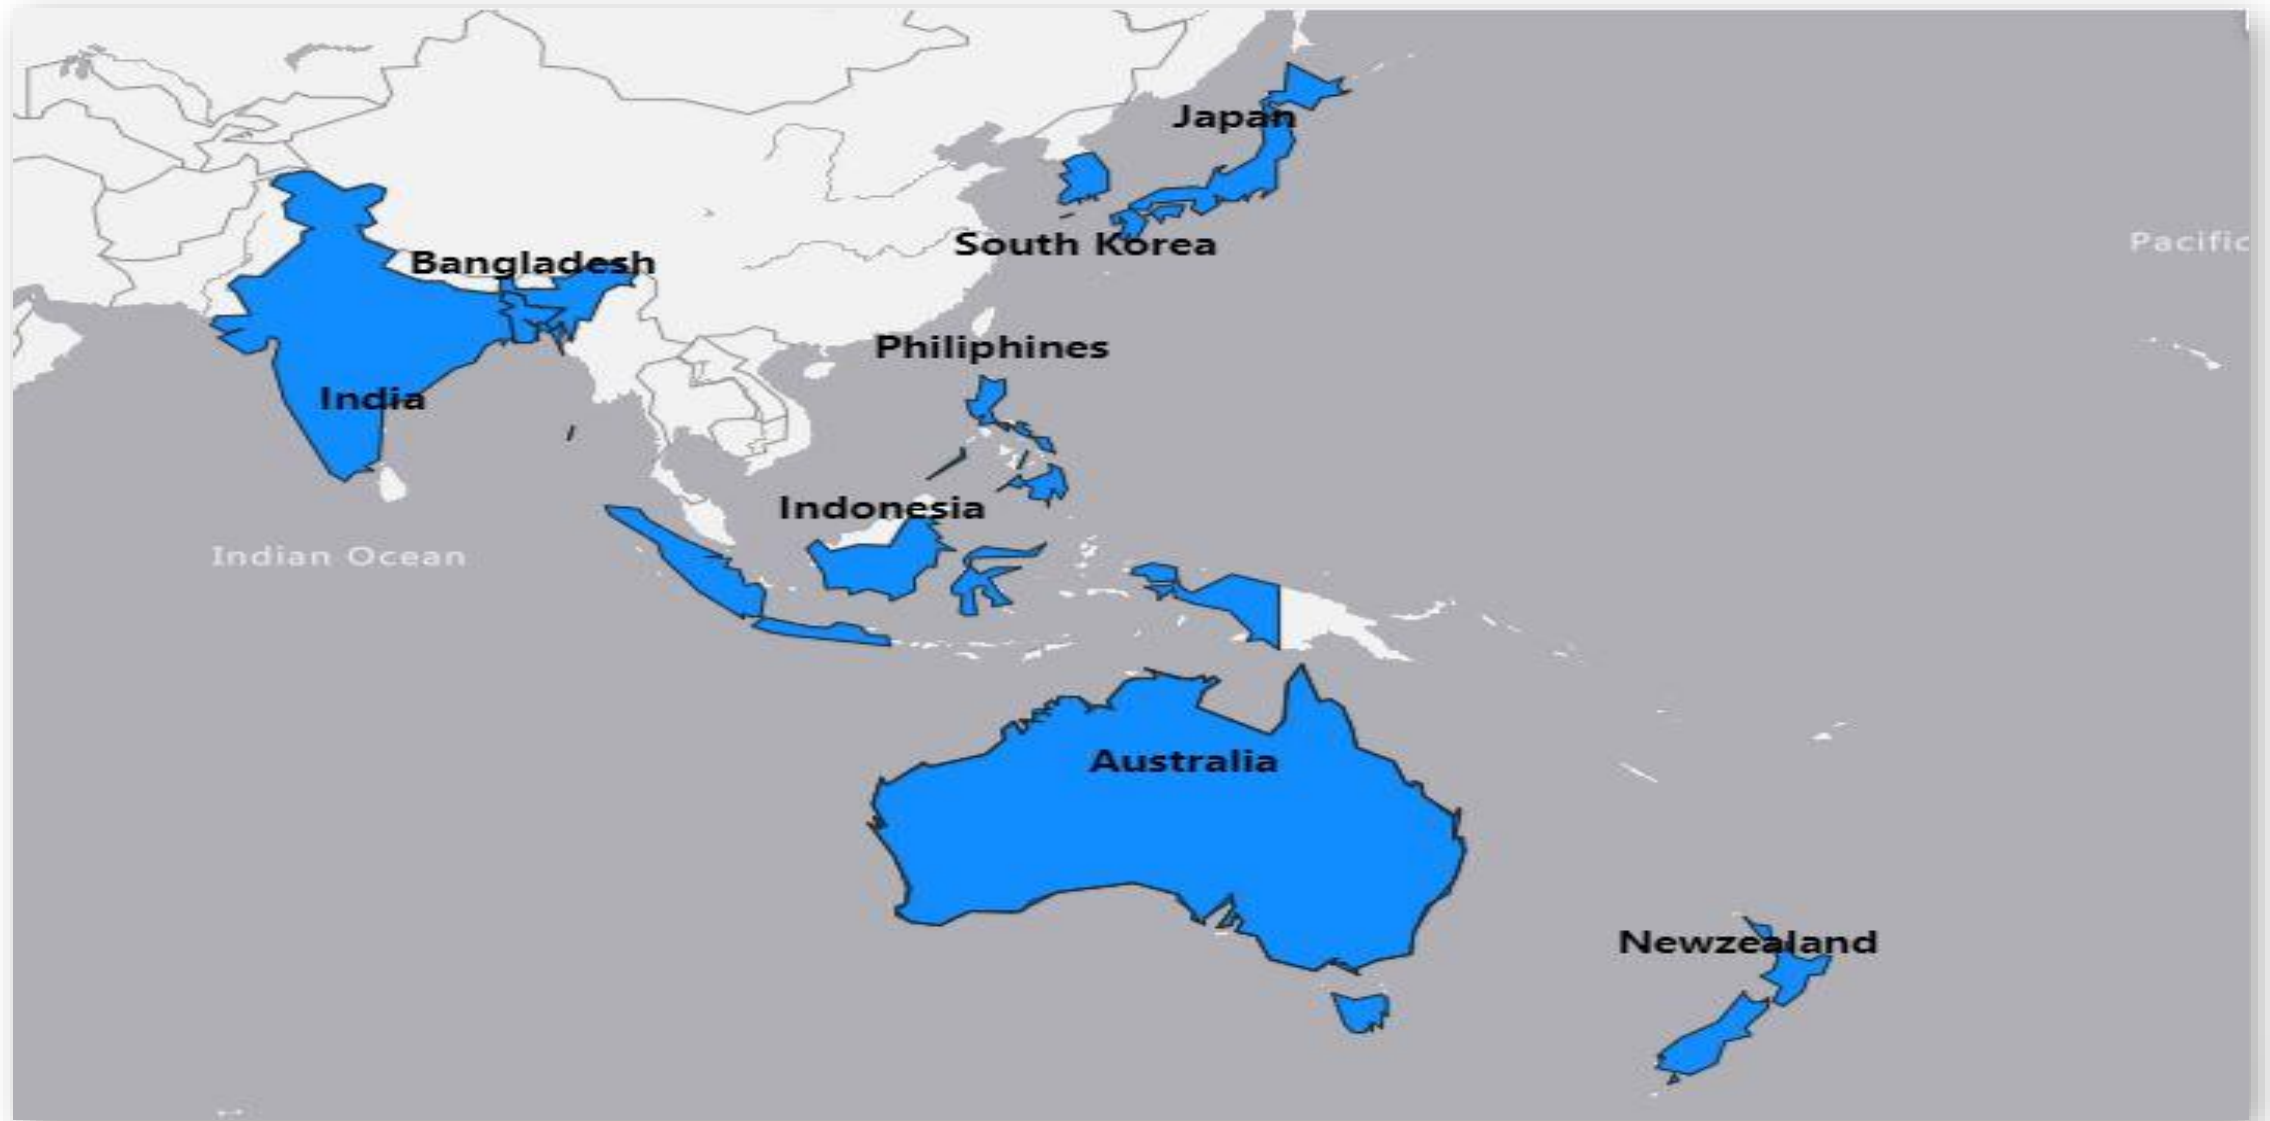 Japan
Pacific
South Korea
Bangladesh
Philiphines
India
Indonesia
Indian Ocean
Australia
Newzealand